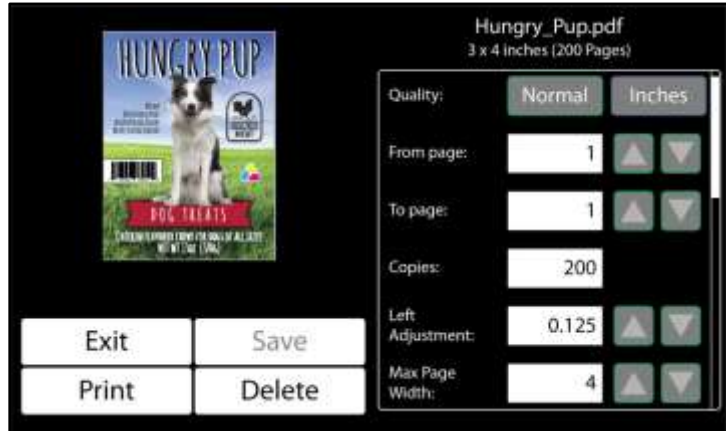 Hungry_Pup.pdf
3 x 4 inches (200 Pages)
HUNGRY PUP
DOG TREATS
Quality: Normal Inches
From page: 1
To page: 1
Copies: 200
Left Adjustment: 0.125
Max Page Width: 4
Exit Save
Print Delete